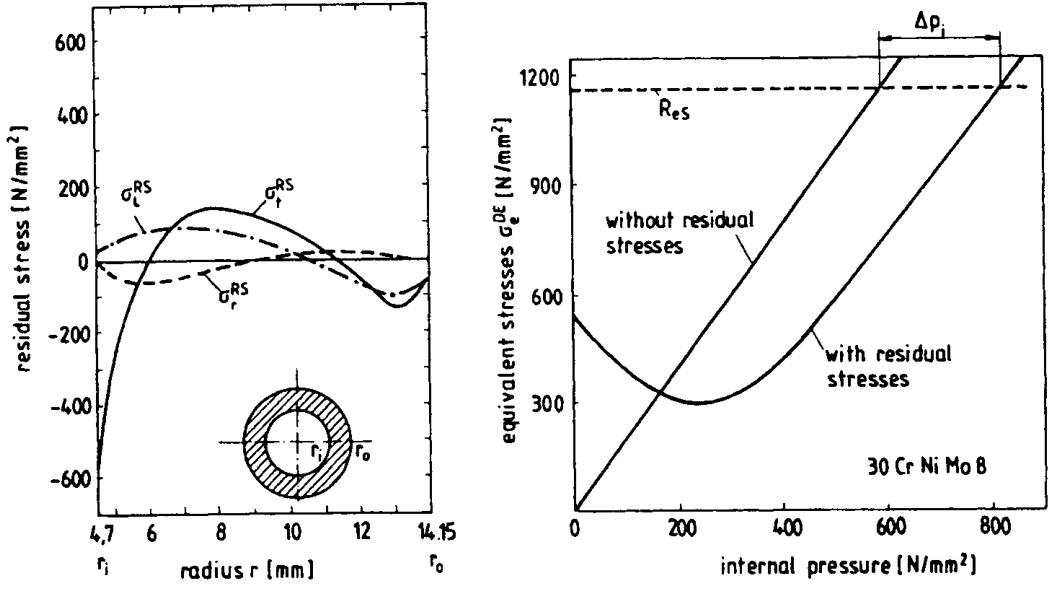 600
400
200
0
-200
-400
-600
residual stress [N/mm²]
σ_L^RS
σ_t^RS
σ_r^RS
r_i r_o
4,7 6 8 10 12 14.15
r_i radius r [mm] r_o
Δp_i
1200
900
600
300
equivalent stresses σ_e^DE [N/mm²]
R_eS
without residual
stresses
with residual
stresses
30 Cr Ni Mo 8
0 200 400 600 800
internal pressure [N/mm²]